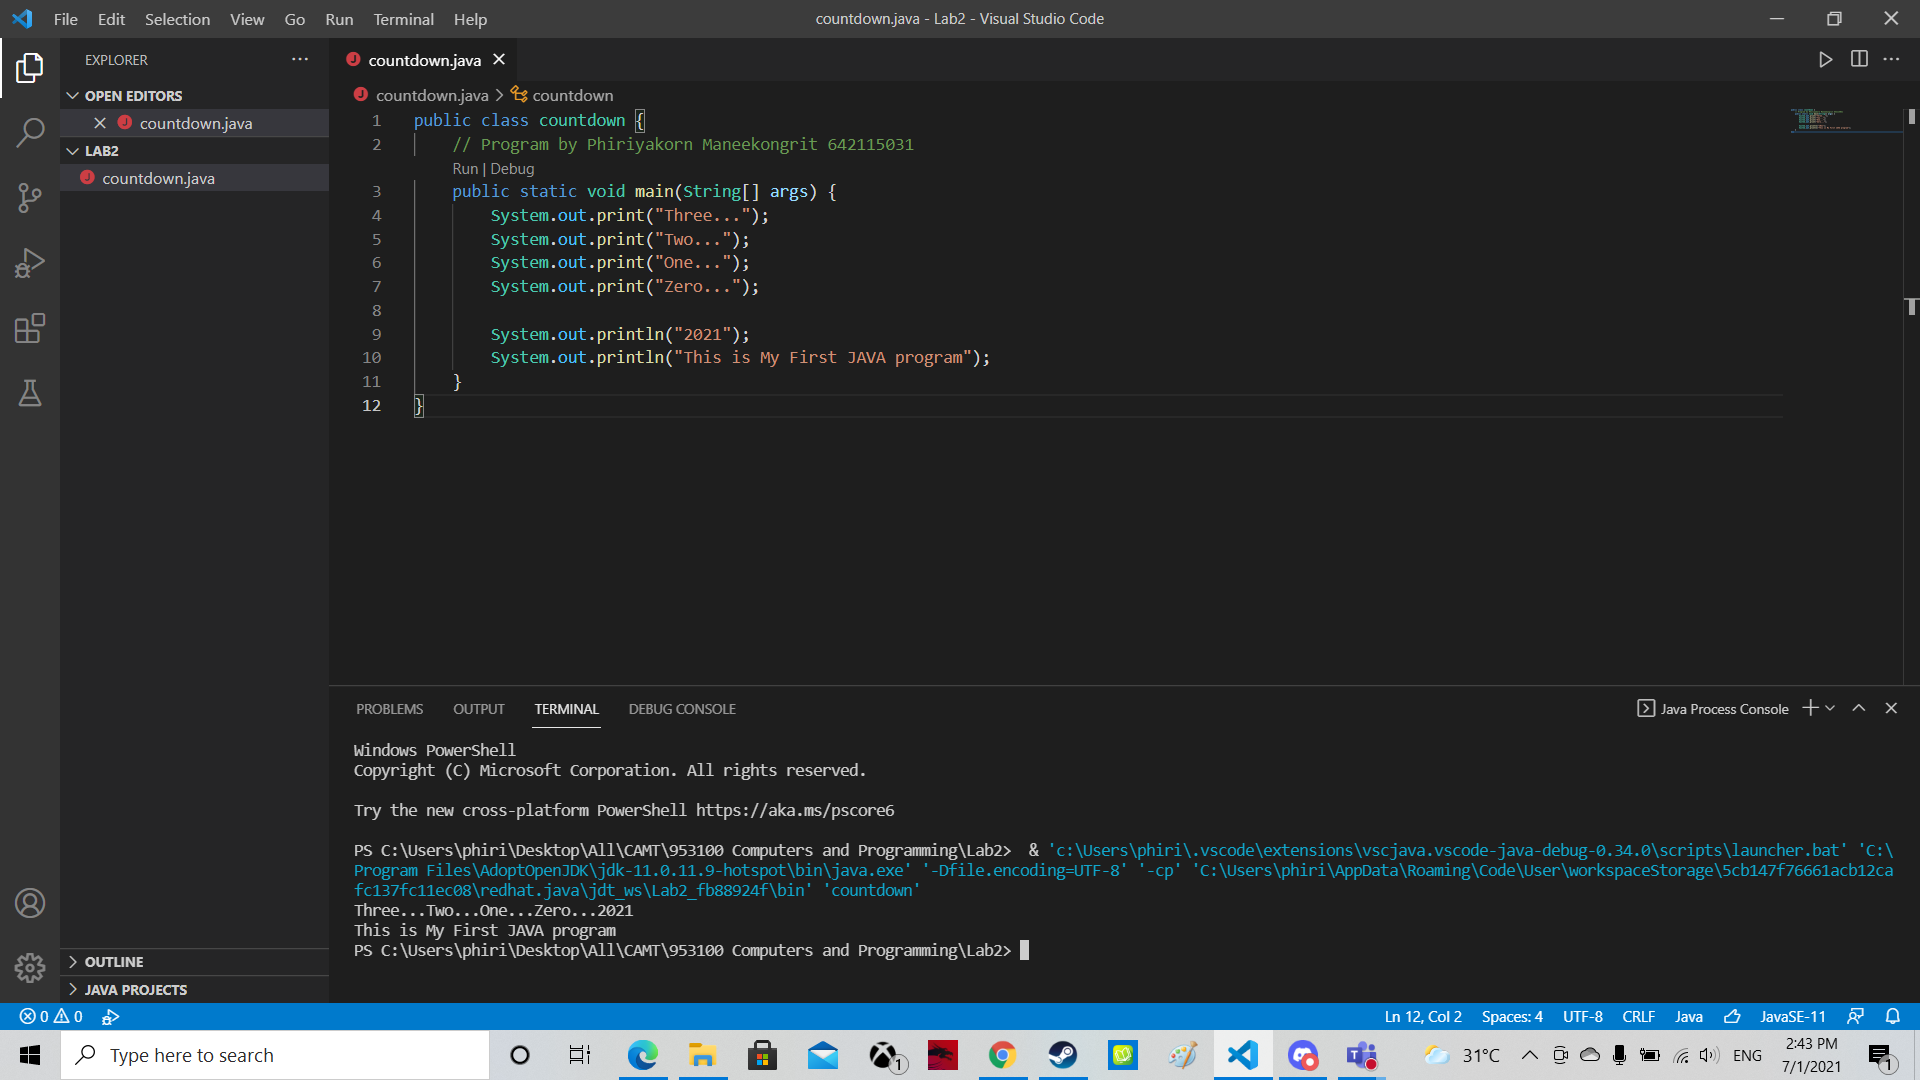 File Edit Selection View Go Run Terminal Help
countdown.java - Lab2 - Visual Studio Code
EXPLORER
OPEN EDITORS
countdown.java
LAB2
countdown.java
OUTLINE
JAVA PROJECTS
countdown.java
countdown.java > countdown
1 public class countdown {
2 // Program by Phiriyakorn Maneekongrit 642115031
Run | Debug
3 public static void main(String[] args) {
4 System.out.print("Three...");
5 System.out.print("Two...");
6 System.out.print("One...");
7 System.out.print("Zero...");
8
9 System.out.println("2021");
10 System.out.println("This is My First JAVA program");
11 }
12 }
PROBLEMS OUTPUT TERMINAL DEBUG CONSOLE
Java Process Console
Windows PowerShell
Copyright (C) Microsoft Corporation. All rights reserved.
Try the new cross-platform PowerShell https://aka.ms/pscore6
PS C:\Users\phiri\Desktop\All\CAMT\953100 Computers and Programming\Lab2>  & 'c:\Users\phiri\.vscode\extensions\vscjava.vscode-java-debug-0.34.0\scripts\launcher.bat' 'C:\
Program Files\AdoptOpenJDK\jdk-11.0.11.9-hotspot\bin\java.exe' '-Dfile.encoding=UTF-8' '-cp' 'C:\Users\phiri\AppData\Roaming\Code\User\workspaceStorage\5cb147f76661acb12ca
fc137fc11ec08\redhat.java\jdt_ws\Lab2_fb88924f\bin' 'countdown'
Three...Two...One...Zero...2021
This is My First JAVA program
PS C:\Users\phiri\Desktop\All\CAMT\953100 Computers and Programming\Lab2>
0 0
Ln 12, Col 2 Spaces: 4 UTF-8 CRLF Java JavaSE-11
Type here to search
1
31°C
ENG
2:43 PM
7/1/2021
1